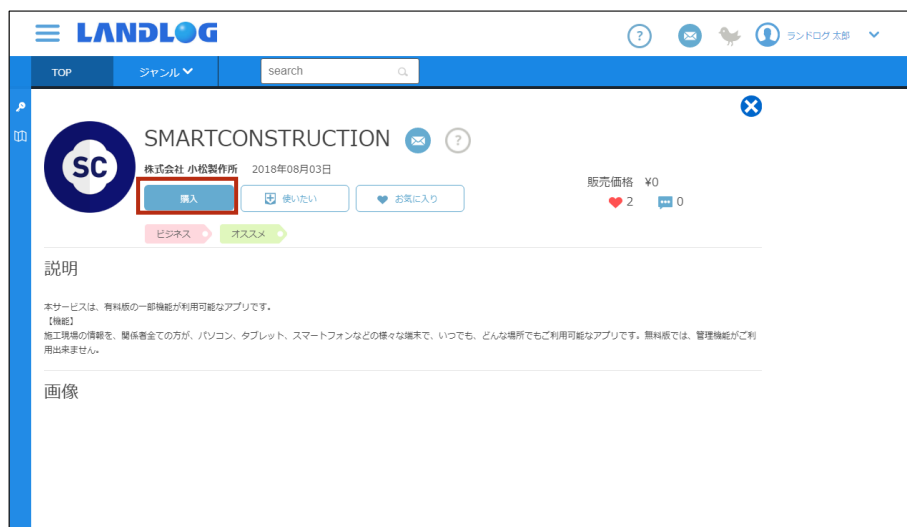 LANDLOG
?
ランドログ 太郎
TOP
ジャンル
search
SC
SMARTCONSTRUCTION
?
株式会社 小松製作所 2018年08月03日
購入
使いたい
お気に入り
販売価格 ¥0
2
0
ビジネス
オススメ
説明
本サービスは、有料版の一部機能が利用可能なアプリです。
【機能】
施工現場の情報を、関係者全ての方が、パソコン、タブレット、スマートフォンなどの様々な端末で、いつでも、どんな場所でもご利用可能なアプリです。無料版では、管理機能がご利
用出来ません。
画像